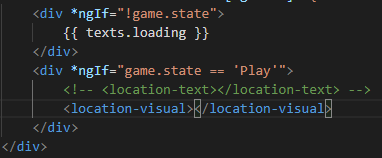 <div *ngIf="!game.state">
{{ texts.loading }}
</div>
<div *ngIf="game.state == 'Play'">
<!-- <location-text></location-text> -->
<location-visual></location-visual>
</div>
</div>